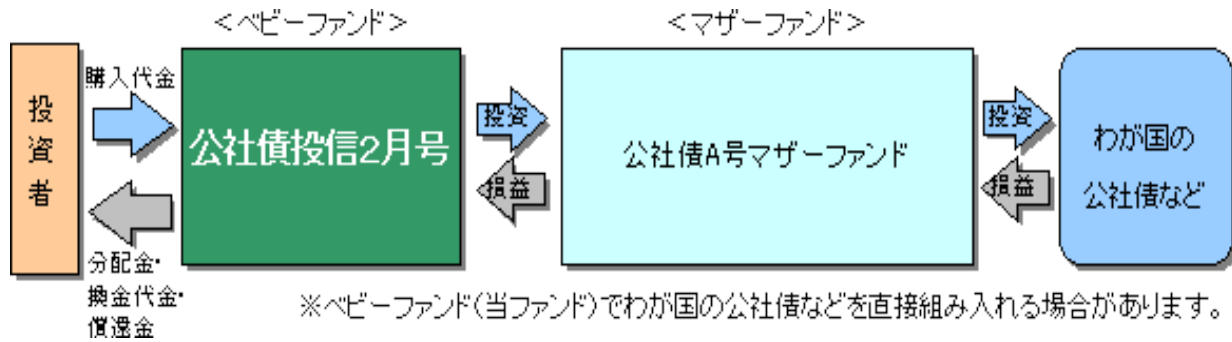 ＜ベビーファンド＞
＜マザーファンド＞
投資者
購入代金
分配金・
換金代金・
償還金
公社債投信2月号
投資
損益
公社債A号マザーファンド
投資
損益
わが国の
公社債など
※ベビーファンド(当ファンド)でわが国の公社債などを直接組み入れる場合があります。